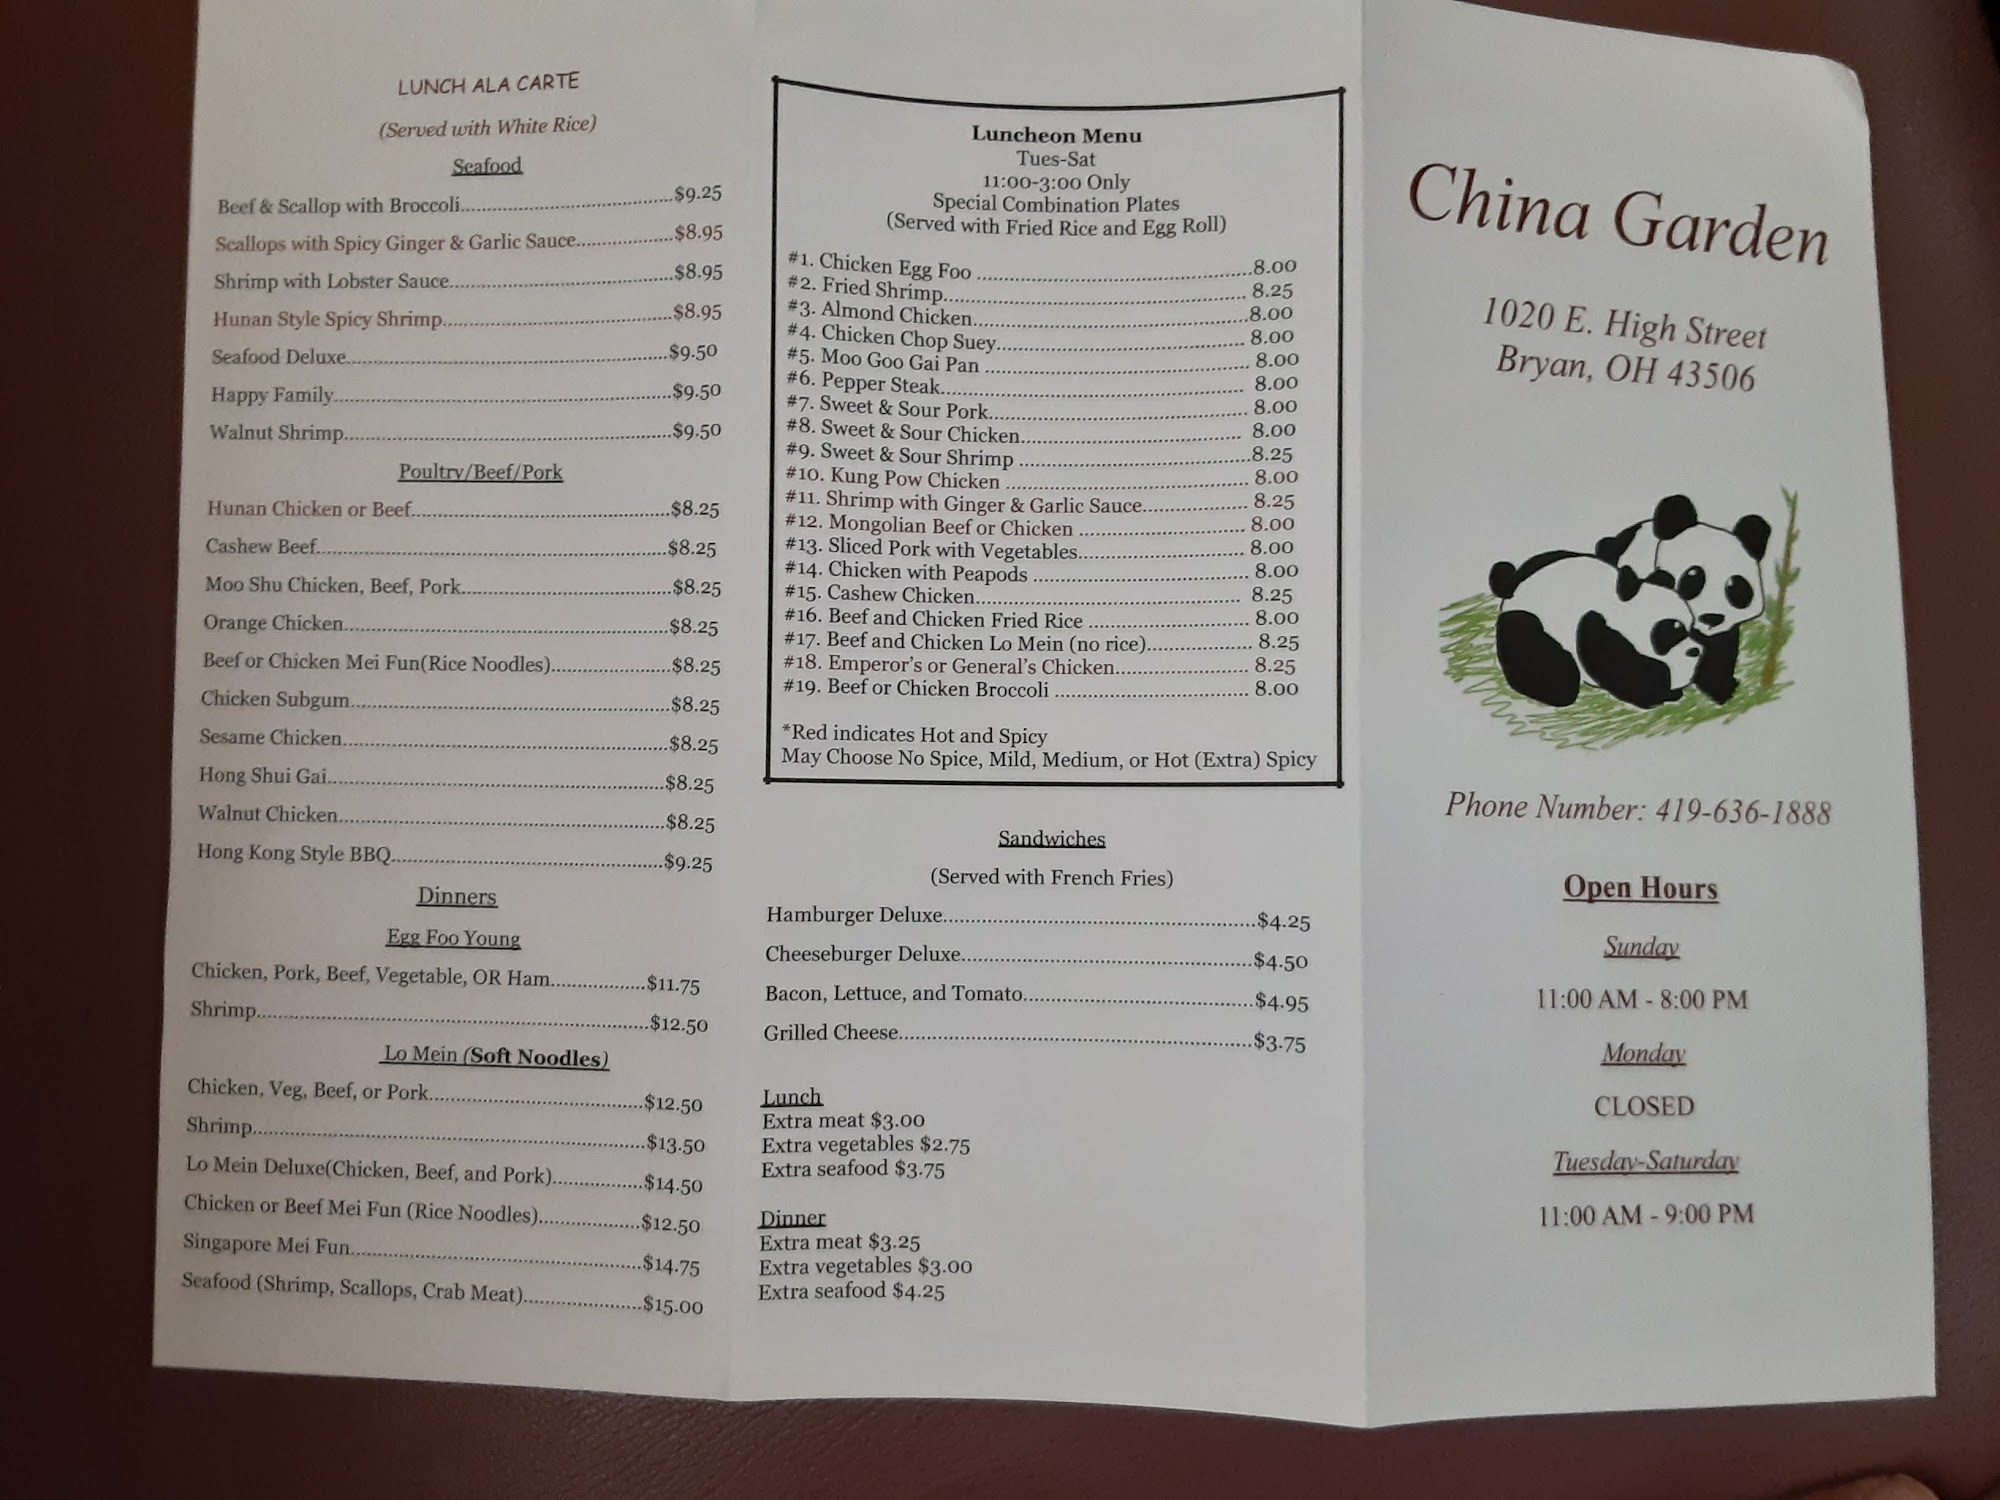 LUNCH ALA CARTE
(Served with White Rice)
Seafood
Beef & Scallop with Broccoli....................................$9.25
Scallops with Spicy Ginger & Garlic Sauce.................$8.95
Shrimp with Lobster Sauce.......................................$8.95
Hunan Style Spicy Shrimp........................................$8.95
Seafood Deluxe.........................................................$9.50
Happy Family...........................................................$9.50
Walnut Shrimp.........................................................$9.50
Poultry/Beef/Pork
Hunan Chicken or Beef.............................................$8.25
Cashew Beef.............................................................$8.25
Moo Shu Chicken, Beef, Pork....................................$8.25
Orange Chicken........................................................$8.25
Beef or Chicken Mei Fun(Rice Noodles)....................$8.25
Chicken Subgum.......................................................$8.25
Sesame Chicken........................................................$8.25
Hong Shui Gai..........................................................$8.25
Walnut Chicken........................................................$8.25
Hong Kong Style BBQ...............................................$9.25
Dinners
Egg Foo Young
Chicken, Pork, Beef, Vegetable, OR Ham................$11.75
Shrimp....................................................................$12.50
Lo Mein (Soft Noodles)
Chicken, Veg, Beef, or Pork.....................................$12.50
Shrimp....................................................................$13.50
Lo Mein Deluxe(Chicken, Beef, and Pork)...............$14.50
Chicken or Beef Mei Fun (Rice Noodles).................$12.50
Singapore Mei Fun..................................................$14.75
Seafood (Shrimp, Scallops, Crab Meat)....................$15.00
Luncheon Menu
Tues-Sat
11:00-3:00 Only
Special Combination Plates
(Served with Fried Rice and Egg Roll)
#1. Chicken Egg Foo ...............................................8.00
#2. Fried Shrimp.................................................... 8.25
#3. Almond Chicken...............................................8.00
#4. Chicken Chop Suey.......................................... 8.00
#5. Moo Goo Gai Pan ............................................. 8.00
#6. Pepper Steak.................................................... 8.00
#7. Sweet & Sour Pork............................................ 8.00
#8. Sweet & Sour Chicken...................................... 8.00
#9. Sweet & Sour Shrimp ........................................8.25
#10. Kung Pow Chicken .......................................... 8.00
#11. Shrimp with Ginger & Garlic Sauce.................. 8.25
#12. Mongolian Beef or Chicken ............................. 8.00
#13. Sliced Pork with Vegetables............................. 8.00
#14. Chicken with Peapods ..................................... 8.00
#15. Cashew Chicken.............................................. 8.25
#16. Beef and Chicken Fried Rice ........................... 8.00
#17. Beef and Chicken Lo Mein (no rice).................. 8.25
#18. Emperor's or General's Chicken....................... 8.25
#19. Beef or Chicken Broccoli ................................. 8.00
*Red indicates Hot and Spicy
May Choose No Spice, Mild, Medium, or Hot (Extra) Spicy
Sandwiches
(Served with French Fries)
Hamburger Deluxe......................................................$4.25
Cheeseburger Deluxe..................................................$4.50
Bacon, Lettuce, and Tomato.......................................$4.95
Grilled Cheese............................................................$3.75
Lunch
Extra meat $3.00
Extra vegetables $2.75
Extra seafood $3.75
Dinner
Extra meat $3.25
Extra vegetables $3.00
Extra seafood $4.25
China Garden
1020 E. High Street
Bryan, OH 43506
Phone Number: 419-636-1888
Open Hours
Sunday
11:00 AM - 8:00 PM
Monday
CLOSED
Tuesday-Saturday
11:00 AM - 9:00 PM